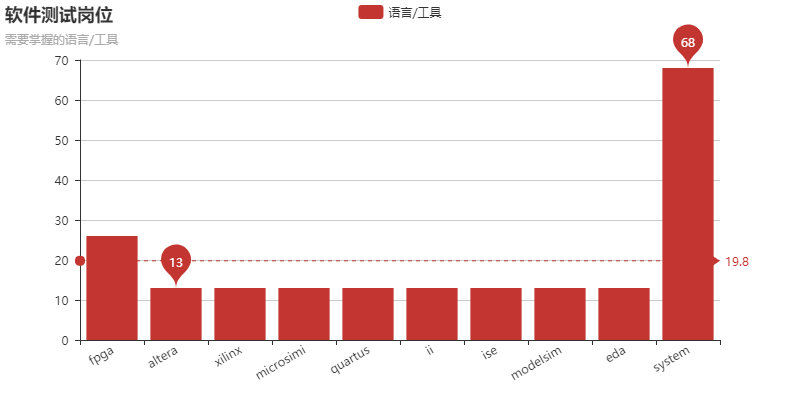 软件测试岗位
需要掌握的语言/工具
语言/工具
70
60
50
40
30
20
10
0
68
13
19.8
fpga
altera
xilinx
microsimi
quartus
ii
ise
modelsim
eda
system